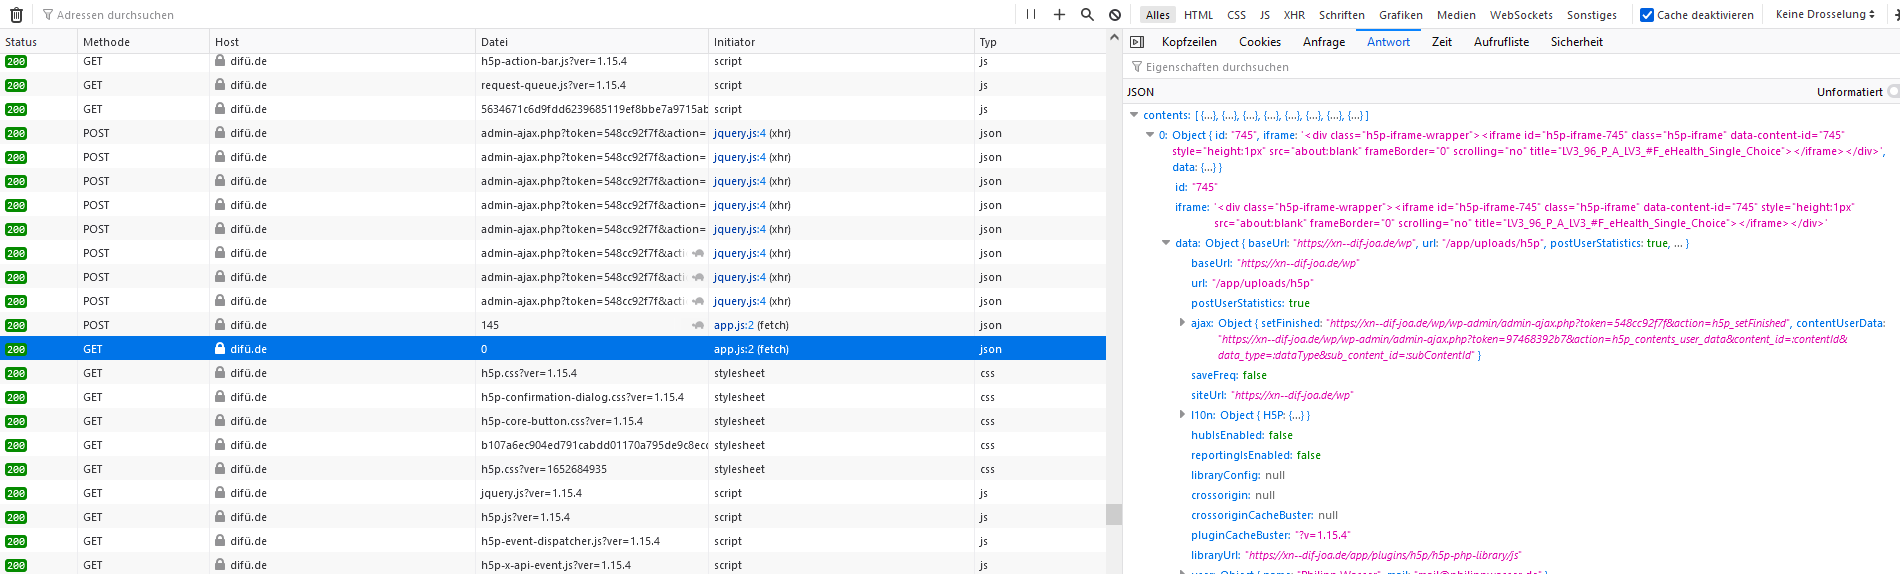 Adressen durchsuchen
Alles HTML CSS JS XHR Schriften Grafiken Medien WebSockets Sonstiges Cache deaktivieren Keine Drosselung
Status Methode Host Datei Initiator Typ
200 GET difü.de h5p-action-bar.js?ver=1.15.4 script js
200 GET difü.de request-queue.js?ver=1.15.4 script js
200 GET difü.de 5634671c6d9fdd6239685119ef8bbe7a9715ab script js
200 POST difü.de admin-ajax.php?token=548cc92f7f&action= jquery.js:4 (xhr) json
200 POST difü.de admin-ajax.php?token=548cc92f7f&action= jquery.js:4 (xhr) json
200 POST difü.de admin-ajax.php?token=548cc92f7f&action= jquery.js:4 (xhr) json
200 POST difü.de admin-ajax.php?token=548cc92f7f&action= jquery.js:4 (xhr) json
200 POST difü.de admin-ajax.php?token=548cc92f7f&action= jquery.js:4 (xhr) json
200 POST difü.de admin-ajax.php?token=548cc92f7f&acti jquery.js:4 (xhr) json
200 POST difü.de admin-ajax.php?token=548cc92f7f&acti jquery.js:4 (xhr) json
200 POST difü.de admin-ajax.php?token=548cc92f7f&acti jquery.js:4 (xhr) json
200 POST difü.de 145 app.js:2 (fetch) json
200 GET difü.de 0 app.js:2 (fetch) json
200 GET difü.de h5p.css?ver=1.15.4 stylesheet css
200 GET difü.de h5p-confirmation-dialog.css?ver=1.15.4 stylesheet css
200 GET difü.de h5p-core-button.css?ver=1.15.4 stylesheet css
200 GET difü.de b107a6ec904ed791cabdd01170a795de9c8ecc stylesheet css
200 GET difü.de h5p.css?ver=1652684935 stylesheet css
200 GET difü.de jquery.js?ver=1.15.4 script js
200 GET difü.de h5p.js?ver=1.15.4 script js
200 GET difü.de h5p-event-dispatcher.js?ver=1.15.4 script js
200 GET difü.de h5p-x-api-event.js?ver=1.15.4 script js
Kopfzeilen Cookies Anfrage Antwort Zeit Aufrufliste Sicherheit
Eigenschaften durchsuchen
JSON Unformatiert
contents: [ {…}, {…}, {…}, {…}, {…}, {…}, {…}, {…} ]
0: Object { id: "745", iframe: '<div class="h5p-iframe-wrapper"><iframe id="h5p-iframe-745" class="h5p-iframe" data-content-id="745"
style="height:1px" src="about:blank" frameBorder="0" scrolling="no" title="LV3_96_P_A_LV3_#F_eHealth_Single_Choice"></iframe></div>',
data: {…} }
id: "745"
iframe: '<div class="h5p-iframe-wrapper"><iframe id="h5p-iframe-745" class="h5p-iframe" data-content-id="745" style="height:1px"
src="about:blank" frameBorder="0" scrolling="no" title="LV3_96_P_A_LV3_#F_eHealth_Single_Choice"></iframe></div>'
data: Object { baseUrl: "https://xn--dif-joa.de/wp", url: "/app/uploads/h5p", postUserStatistics: true, … }
baseUrl: "https://xn--dif-joa.de/wp"
url: "/app/uploads/h5p"
postUserStatistics: true
ajax: Object { setFinished: "https://xn--dif-joa.de/wp/wp-admin/admin-ajax.php?token=548cc92f7f&action=h5p_setFinished", contentUserData:
"https://xn--dif-joa.de/wp/wp-admin/admin-ajax.php?token=97468392b7&action=h5p_contents_user_data&content_id=:contentId&
data_type=:dataType&sub_content_id=:subContentId" }
saveFreq: false
siteUrl: "https://xn--dif-joa.de/wp"
l10n: Object { H5P: {…} }
hubIsEnabled: false
reportingIsEnabled: false
libraryConfig: null
crossorigin: null
crossoriginCacheBuster: null
pluginCacheBuster: "?v=1.15.4"
libraryUrl: "https://xn--dif-joa.de/app/plugins/h5p/h5p-php-library/js"